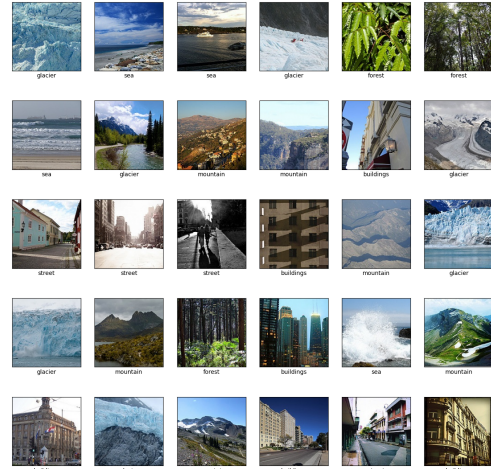 glacier sea sea glacier forest forest
sea glacier mountain mountain buildings glacier
street street street buildings mountain glacier
glacier mountain forest buildings sea mountain